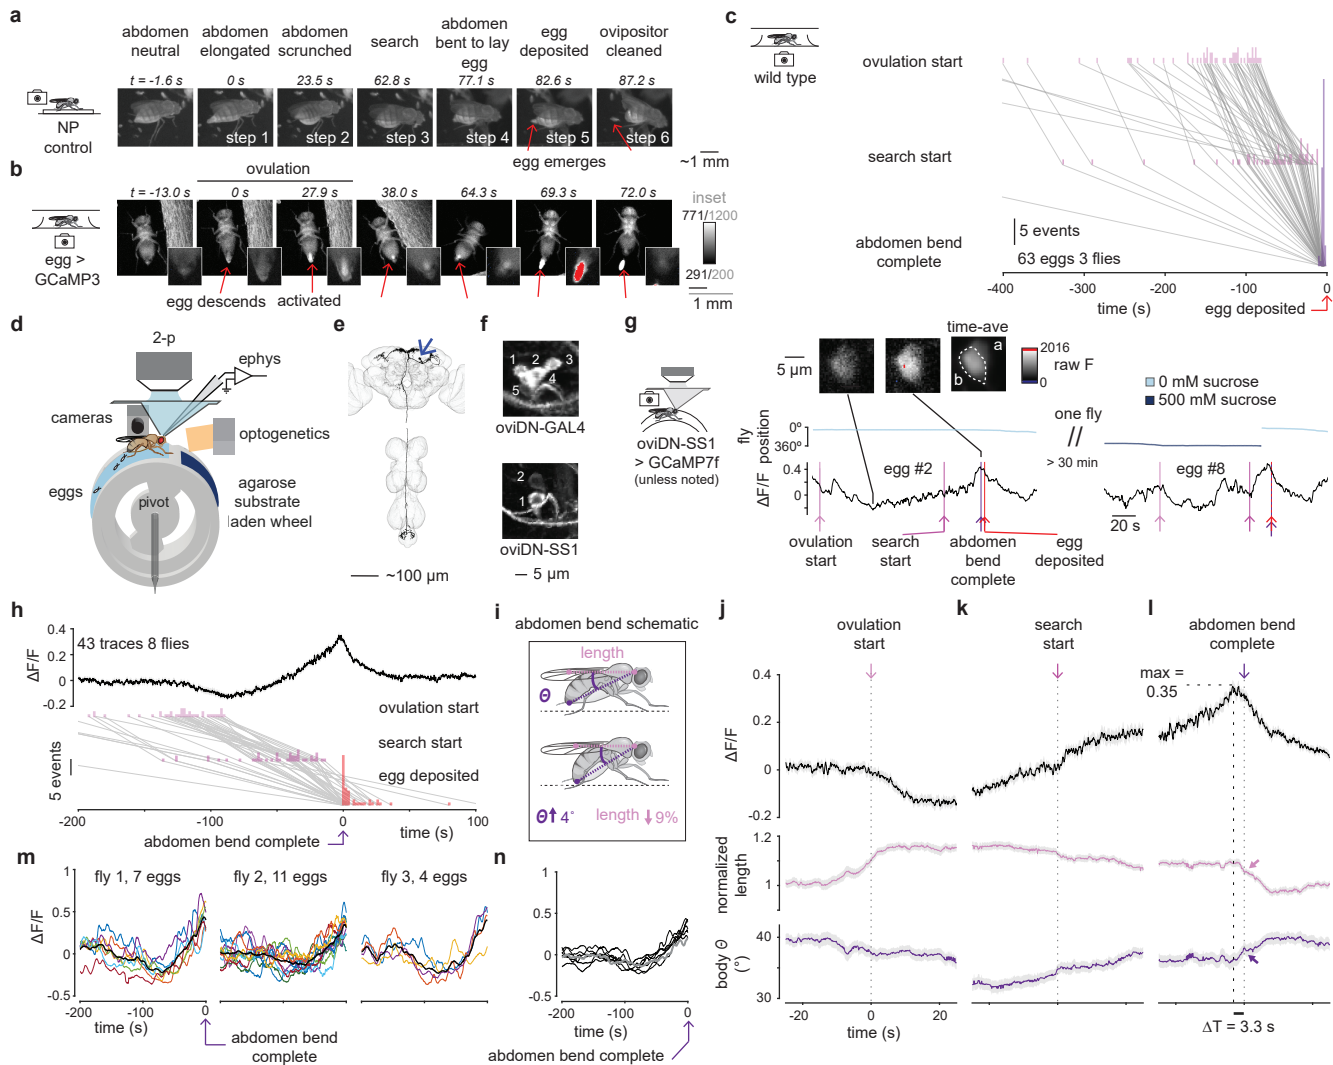 a
abdomen neutral
abdomen elongated
abdomen scrunched
search
abdomen bent to lay egg
egg deposited
ovipositor cleaned
t = -1.6 s
0 s
23.5 s
62.8 s
77.1 s
82.6 s
87.2 s
NP control
step 1
step 2
step 3
step 4
step 5
step 6
egg emerges
~1 mm
b
ovulation
t = -13.0 s
0 s
27.9 s
38.0 s
64.3 s
69.3 s
72.0 s
egg > GCaMP3
egg descends
activated
inset
771/1200
291/200
1 mm
c
wild type
ovulation start
search start
abdomen bend complete
5 events
63 eggs 3 flies
-400
-300
-200
-100
0
time (s)
egg deposited
d
2-p
ephys
cameras
optogenetics
eggs
pivot
agarose substrate laden wheel
e
~100 µm
f
1
2
3
4
5
oviDN-GAL4
2
1
oviDN-SS1
5 µm
g
oviDN-SS1 > GCaMP7f (unless noted)
5 µm
time-ave
a
b
2016
raw F
0
0 mM sucrose
500 mM sucrose
fly position
0º
360º
one fly
//
> 30 min
ΔF/F
0.4
0
egg #2
egg #8
20 s
ovulation start
search start
abdomen bend complete
egg deposited
h
43 traces 8 flies
ΔF/F
0.4
0.2
0
-0.2
ovulation start
search start
egg deposited
5 events
-200
-100
0
100
time (s)
abdomen bend complete
i
abdomen bend schematic
length
Θ
Θ 4°
length 9%
j
ovulation start
k
search start
l
abdomen bend complete
max = 0.35
ΔF/F
0.4
0.2
0
-0.2
normalized length
1.2
1
body Θ (°)
40
30
-20
0
20
time (s)
ΔT = 3.3 s
m
fly 1, 7 eggs
fly 2, 11 eggs
fly 3, 4 eggs
ΔF/F
1
0.5
0
-0.5
-200
-100
0
time (s)
abdomen bend complete
n
1
0.5
0
-0.5
-200
-100
0
time (s)
abdomen bend complete